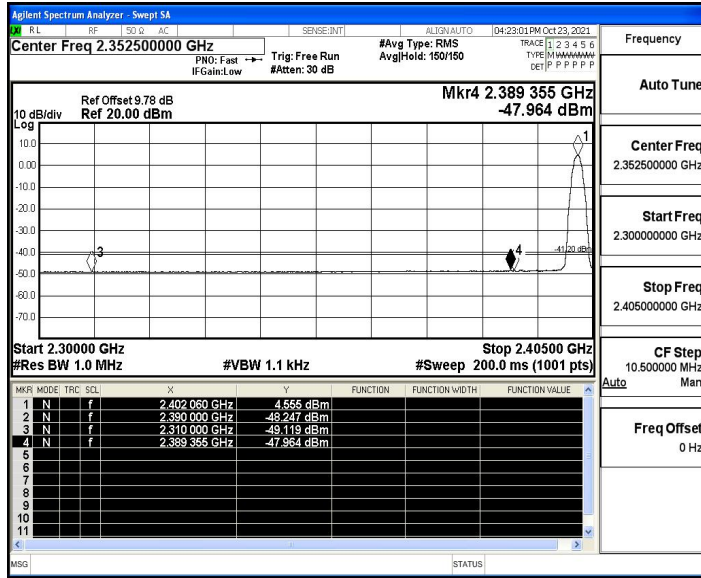 Agilent Spectrum Analyzer - Swept SA
LXI RL RF 50 Ω AC SENSE:INT ALIGNAUTO 04:23:01 PM Oct 23, 2021
Center Freq 2.352500000 GHz
PNO: Fast Trig: Free Run
IFGain:Low #Atten: 30 dB
#Avg Type: RMS
Avg|Hold: 150/150
TRACE 1 2 3 4 5 6
TYPE M WWWWW
DET P P P P P P
Ref Offset 9.78 dB
10 dB/div Ref 20.00 dBm
Log
Mkr4 2.389 355 GHz
-47.964 dBm
10.0
0.00
-10.0
-20.0
-30.0
-40.0
-50.0
-60.0
-70.0
1
3
4
-41.20 dBm
Start 2.30000 GHz Stop 2.40500 GHz
#Res BW 1.0 MHz #VBW 1.1 kHz #Sweep 200.0 ms (1001 pts)
MKR MODE TRC SCL X Y FUNCTION FUNCTION WIDTH FUNCTION VALUE
1 N f 2.402 060 GHz 4.555 dBm
2 N f 2.390 000 GHz -48.247 dBm
3 N f 2.310 000 GHz -49.119 dBm
4 N f 2.389 355 GHz -47.964 dBm
5
6
7
8
9
10
11
MSG STATUS
Frequency
Auto Tune
Center Freq
2.352500000 GHz
Start Freq
2.300000000 GHz
Stop Freq
2.405000000 GHz
CF Step
10.500000 MHz
Auto Man
Freq Offset
0 Hz